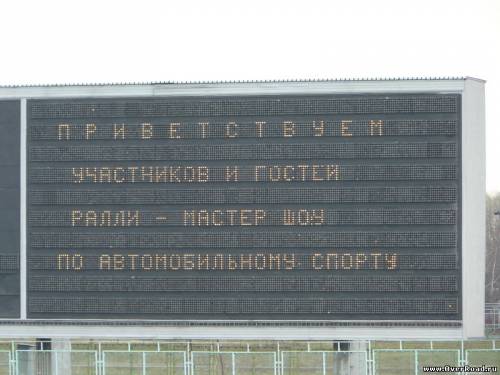 ПРИВЕТСТВУЕМ
УЧАСТНИКОВ И ГОСТЕЙ
РАЛЛИ - МАСТЕР ШОУ
ПО АВТОМОБИЛЬНОМУ СПОРТУ
www.OverRoad.ru